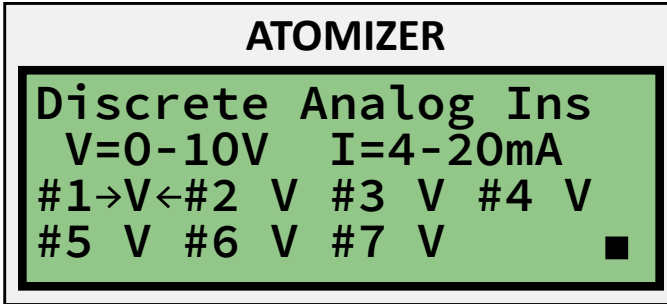 ATOMIZER
Discrete Analog Ins
V=0-10V I=4-20mA
#1→V←#2 V #3 V #4 V
#5 V #6 V #7 V ■